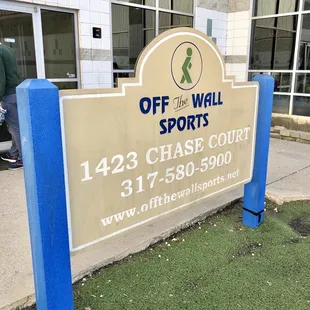 OFF The WALL
SPORTS
1423 CHASE COURT
317-580-5900
www.offthewallsports.net